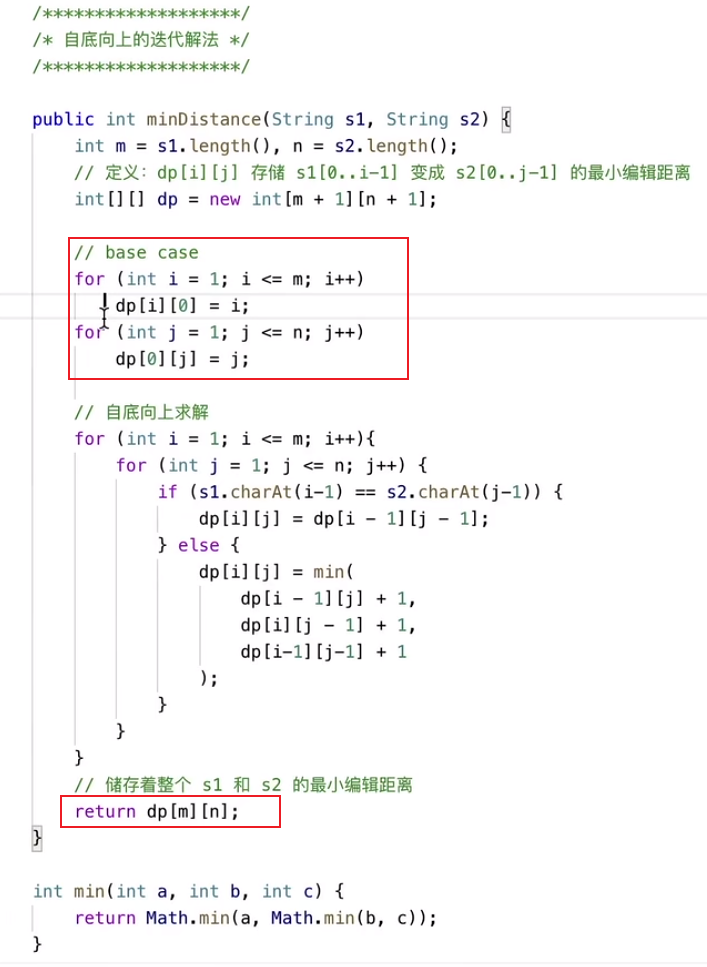 /*******************/
/* 自底向上的迭代解法 */
/*******************/
public int minDistance(String s1, String s2) {
int m = s1.length(), n = s2.length();
// 定义：dp[i][j] 存储 s1[0..i-1] 变成 s2[0..j-1] 的最小编辑距离
int[][] dp = new int[m + 1][n + 1];
// base case
for (int i = 1; i <= m; i++)
dp[i][0] = i;
for (int j = 1; j <= n; j++)
dp[0][j] = j;
// 自底向上求解
for (int i = 1; i <= m; i++){
for (int j = 1; j <= n; j++) {
if (s1.charAt(i-1) == s2.charAt(j-1)) {
dp[i][j] = dp[i - 1][j - 1];
} else {
dp[i][j] = min(
dp[i - 1][j] + 1,
dp[i][j - 1] + 1,
dp[i-1][j-1] + 1
);
}
}
}
// 储存着整个 s1 和 s2 的最小编辑距离
return dp[m][n];
}
int min(int a, int b, int c) {
return Math.min(a, Math.min(b, c));
}